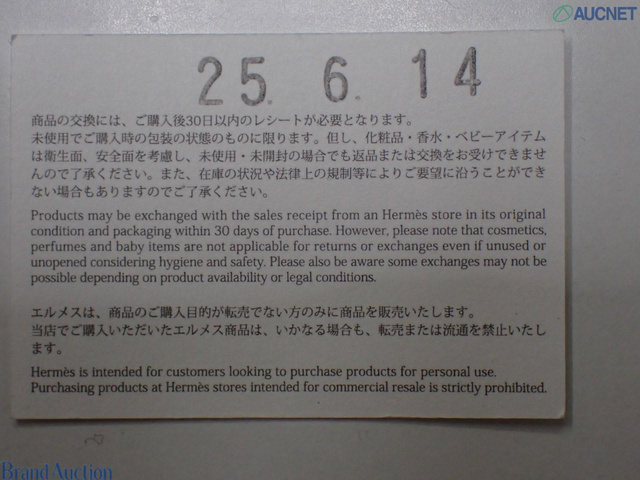 AUCNET
25. 6. 14
商品の交換には、ご購入後30日以内のレシートが必要となります。
未使用でご購入時の包装の状態のものに限ります。但し、化粧品・香水・ベビーアイテム
は衛生面、安全面を考慮し、未使用・未開封の場合でも返品または交換をお受けできませ
んので了承ください。また、在庫の状況や法律上の規制等によりご要望に沿うことができ
ない場合もありますのでご了承ください。
Products may be exchanged with the sales receipt from an Hermès store in its original
condition and packaging within 30 days of purchase. However, please note that cosmetics,
perfumes and baby items are not applicable for returns or exchanges even if unused or
unopened considering hygiene and safety. Please also be aware some exchanges may not be
possible depending on product availability or legal conditions.
エルメスは、商品のご購入目的が転売でない方のみに商品を販売いたします。
当店でご購入いただいたエルメス商品は、いかなる場合も、転売または流通を禁止いたし
ます。
Hermès is intended for customers looking to purchase products for personal use.
Purchasing products at Hermès stores intended for commercial resale is strictly prohibited.
Brand Auction